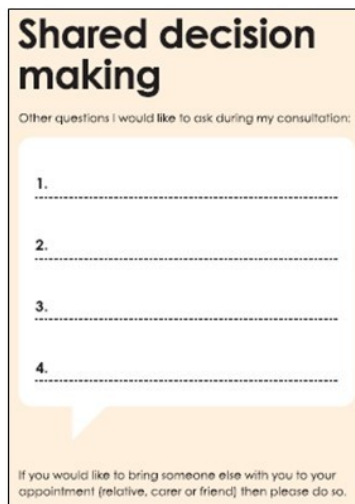 Shared decision
making
Other questions I would like to ask during my consultation:
1.
2.
3.
4.
If you would like to bring someone else with you to your
appointment (relative, carer or friend) then please do so.